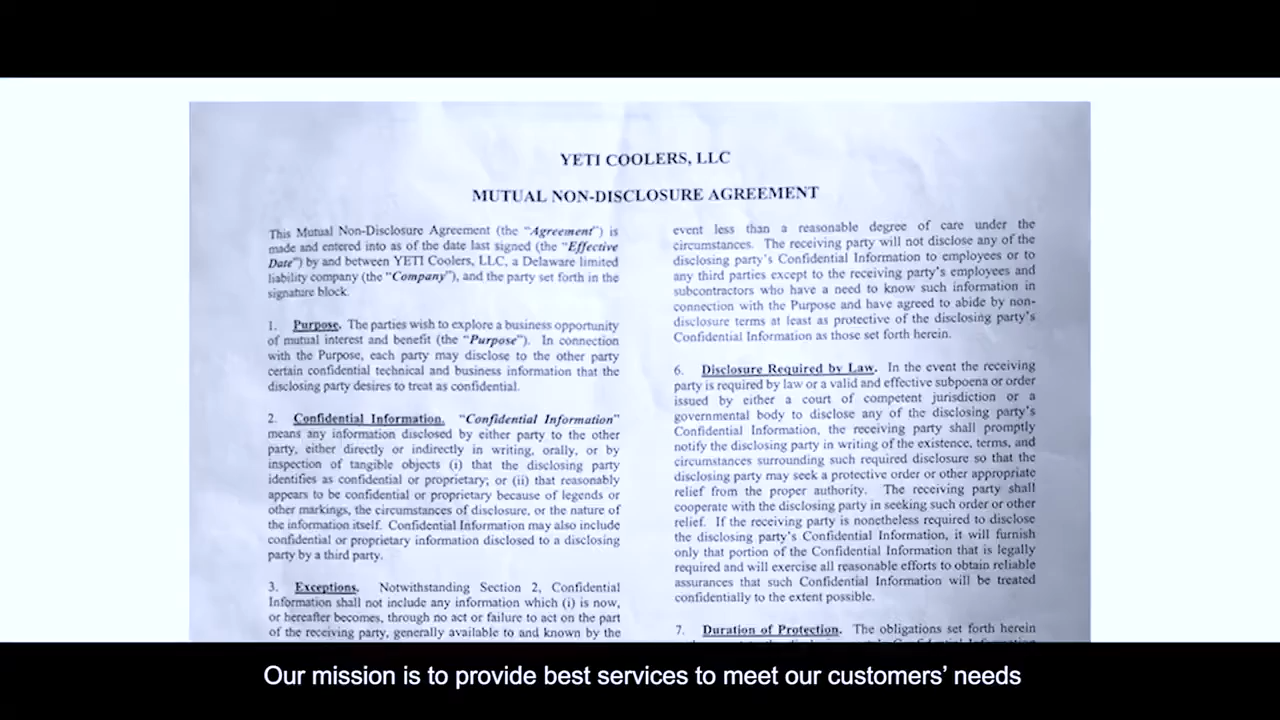 YETI COOLERS, LLC
MUTUAL NON-DISCLOSURE AGREEMENT
This Mutual Non-Disclosure Agreement (the “Agreement”) is
made and entered into as of the date last signed (the “Effective
Date”) by and between YETI Coolers, LLC, a Delaware limited
liability company (the “Company”), and the party set forth in the
signature block.
1. Purpose. The parties wish to explore a business opportunity
of mutual interest and benefit (the “Purpose”). In connection
with the Purpose, each party may disclose to the other party
certain confidential technical and business information that the
disclosing party desires to treat as confidential.
2. Confidential Information. “Confidential Information”
means any information disclosed by either party to the other
party, either directly or indirectly in writing, orally, or by
inspection of tangible objects (i) that the disclosing party
identifies as confidential or proprietary; or (ii) that reasonably
appears to be confidential or proprietary because of legends or
other markings, the circumstances of disclosure, or the nature of
the information itself. Confidential Information may also include
confidential or proprietary information disclosed to a disclosing
party by a third party.
3. Exceptions. Notwithstanding Section 2, Confidential
Information shall not include any information which (i) is now,
or hereafter becomes, through no act or failure to act on the part
of the receiving party, generally available to and known by the
event less than a reasonable degree of care under the
circumstances. The receiving party will not disclose any of the
disclosing party’s Confidential Information to employees or to
any third parties except to the receiving party’s employees and
subcontractors who have a need to know such information in
connection with the Purpose and have agreed to abide by non-
disclosure terms at least as protective of the disclosing party’s
Confidential Information as those set forth herein.
6. Disclosure Required by Law. In the event the receiving
party is required by law or a valid and effective subpoena or order
issued by either a court of competent jurisdiction or a
governmental body to disclose any of the disclosing party’s
Confidential Information, the receiving party shall promptly
notify the disclosing party in writing of the existence, terms, and
circumstances surrounding such required disclosure so that the
disclosing party may seek a protective order or other appropriate
relief from the proper authority. The receiving party shall
cooperate with the disclosing party in seeking such order or other
relief. If the receiving party is nonetheless required to disclose
the disclosing party’s Confidential Information, it will furnish
only that portion of the Confidential Information that is legally
required and will exercise all reasonable efforts to obtain reliable
assurances that such Confidential Information will be treated
confidentially to the extent possible.
7. Duration of Protection. The obligations set forth herein
Our mission is to provide best services to meet our customers’ needs